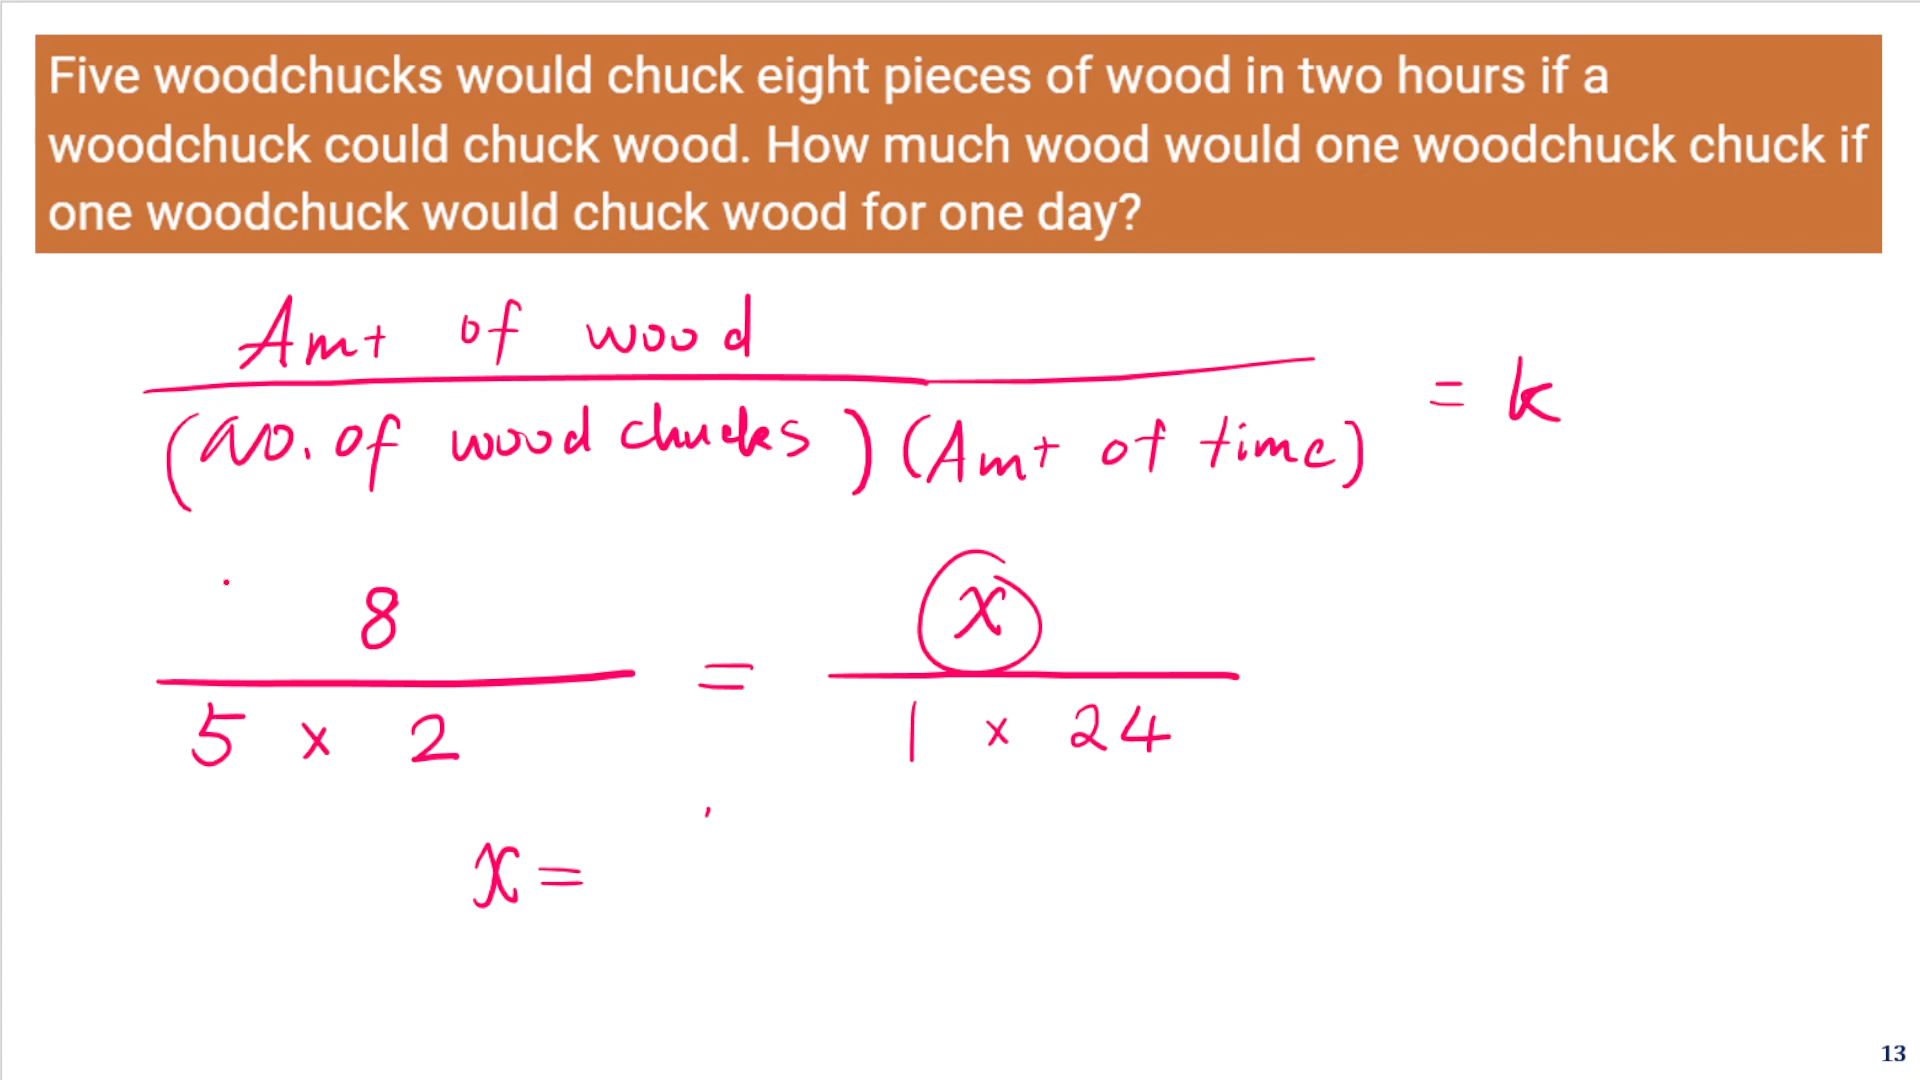 Five woodchucks would chuck eight pieces of wood in two hours if a
woodchuck could chuck wood. How much wood would one woodchuck chuck if
one woodchuck would chuck wood for one day?
Amt of wood
(no. of woodchucks) (Amt of time) = k
8 = x
5 x 2 1 x 24
x =
13